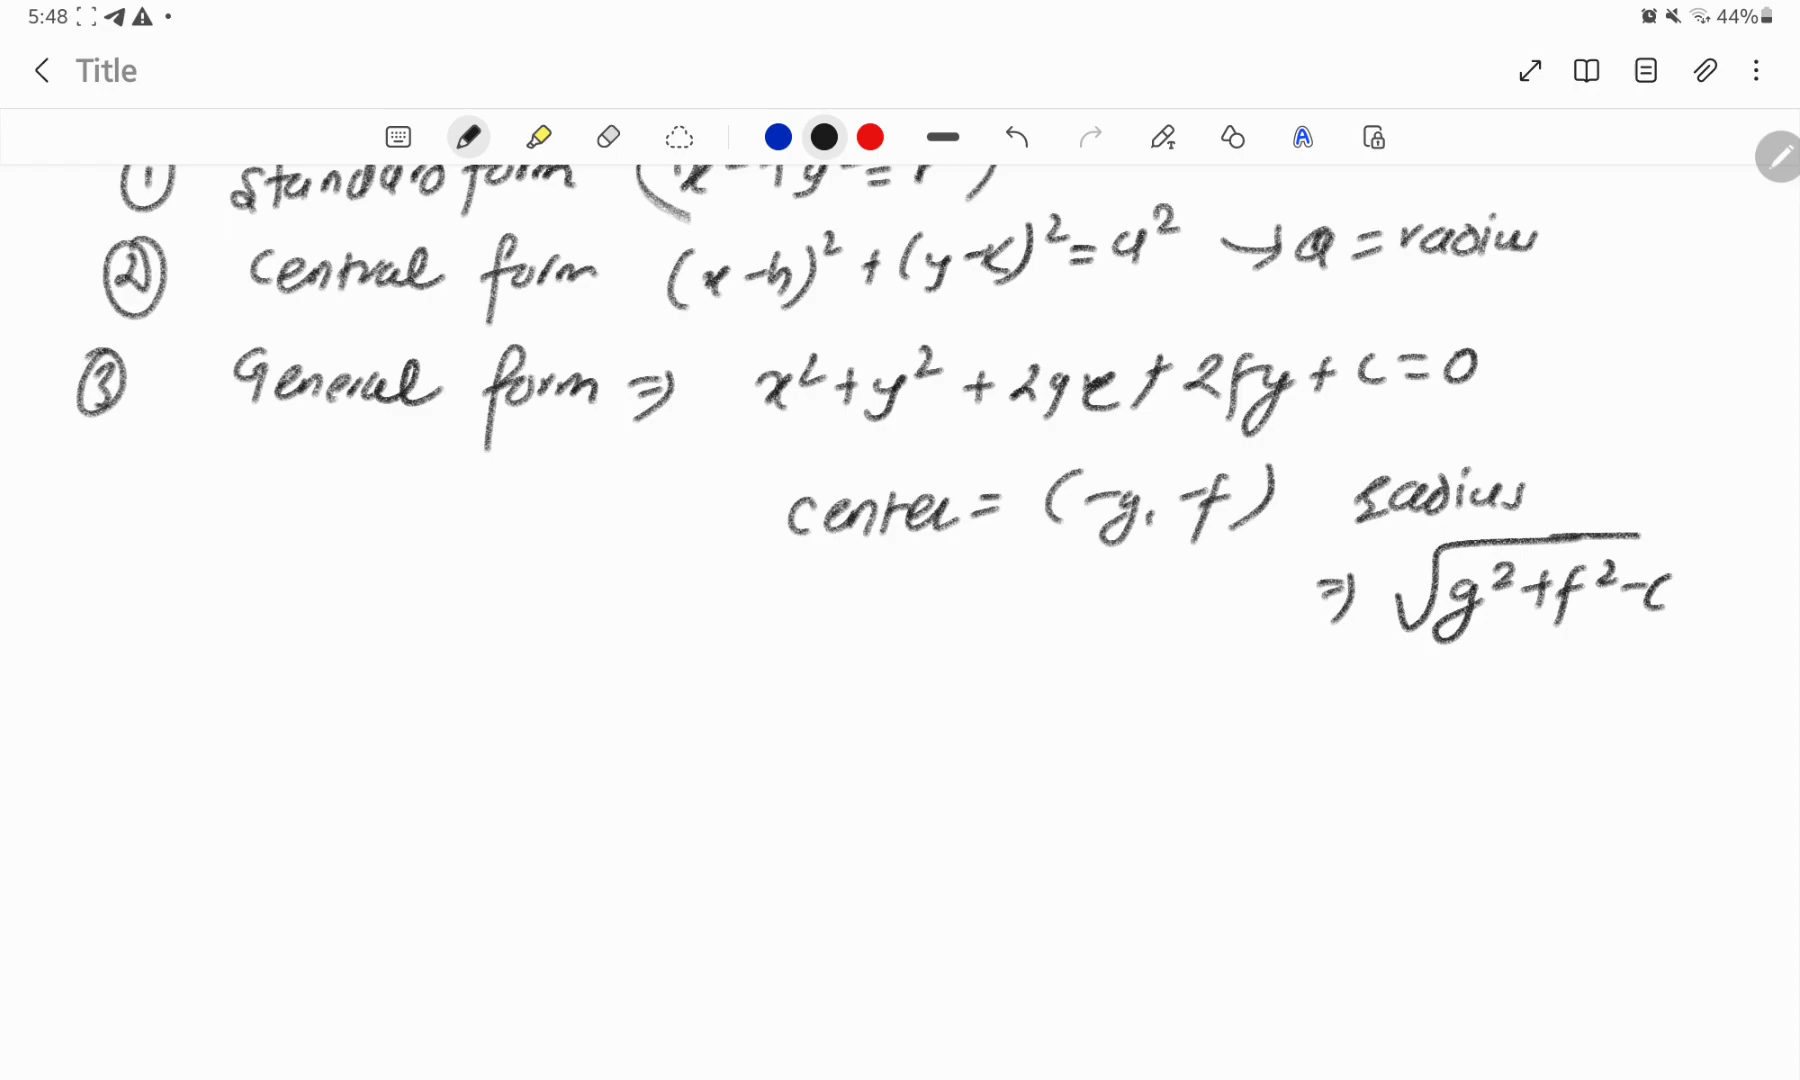 5:48 44%
Title
① Standard form (x² + y² = r²)
② Central form (x-h)² + (y-k)² = a² → a = radius
③ General form ⇒ x² + y² + 2gx + 2fy + c = 0
center = (-g, -f) radius
⇒ √g²+f²-c